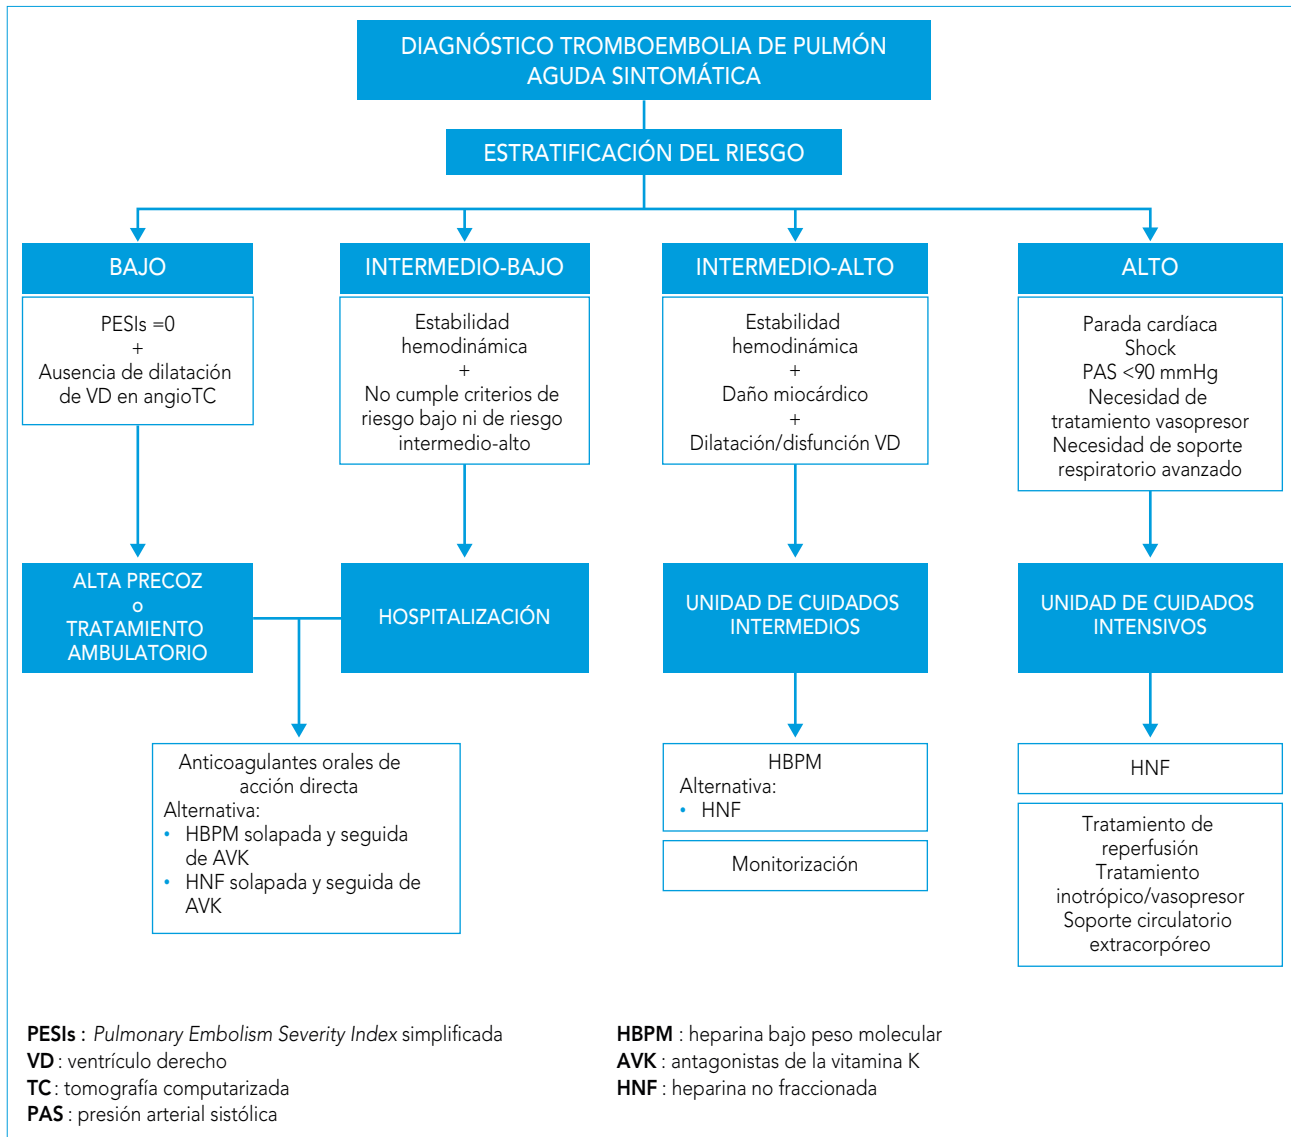 DIAGNÓSTICO TROMBOEMBOLIA DE PULMÓN
AGUDA SINTOMÁTICA
ESTRATIFICACIÓN DEL RIESGO
BAJO
PESIs =0
+
Ausencia de dilatación
de VD en angioTC
INTERMEDIO-BAJO
Estabilidad
hemodinámica
+
No cumple criterios de
riesgo bajo ni de riesgo
intermedio-alto
INTERMEDIO-ALTO
Estabilidad
hemodinámica
+
Daño miocárdico
+
Dilatación/disfunción VD
ALTO
Parada cardíaca
Shock
PAS <90 mmHg
Necesidad de
tratamiento vasopresor
Necesidad de soporte
respiratorio avanzado
ALTA PRECOZ
o
TRATAMIENTO
AMBULATORIO
HOSPITALIZACIÓN
UNIDAD DE CUIDADOS
INTERMEDIOS
UNIDAD DE CUIDADOS
INTENSIVOS
Anticoagulantes orales de
acción directa
Alternativa:
• HBPM solapada y seguida
de AVK
• HNF solapada y seguida de
AVK
HBPM
Alternativa:
• HNF
Monitorización
HNF
Tratamiento de
reperfusión
Tratamiento
inotrópico/vasopresor
Soporte circulatorio
extracorpóreo
PESIs : Pulmonary Embolism Severity Index simplificada
VD : ventrículo derecho
TC : tomografía computarizada
PAS : presión arterial sistólica
HBPM : heparina bajo peso molecular
AVK : antagonistas de la vitamina K
HNF : heparina no fraccionada